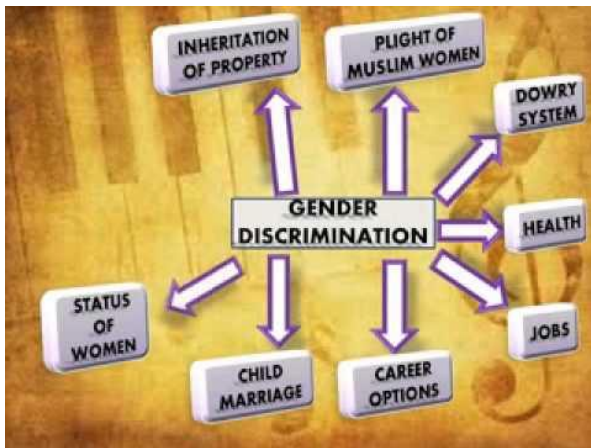 INHERITATION
OF PROPERTY
PLIGHT OF
MUSLIM WOMEN
DOWRY
SYSTEM
GENDER
DISCRIMINATION
HEALTH
STATUS
OF
WOMEN
JOBS
CHILD
MARRIAGE
CAREER
OPTIONS